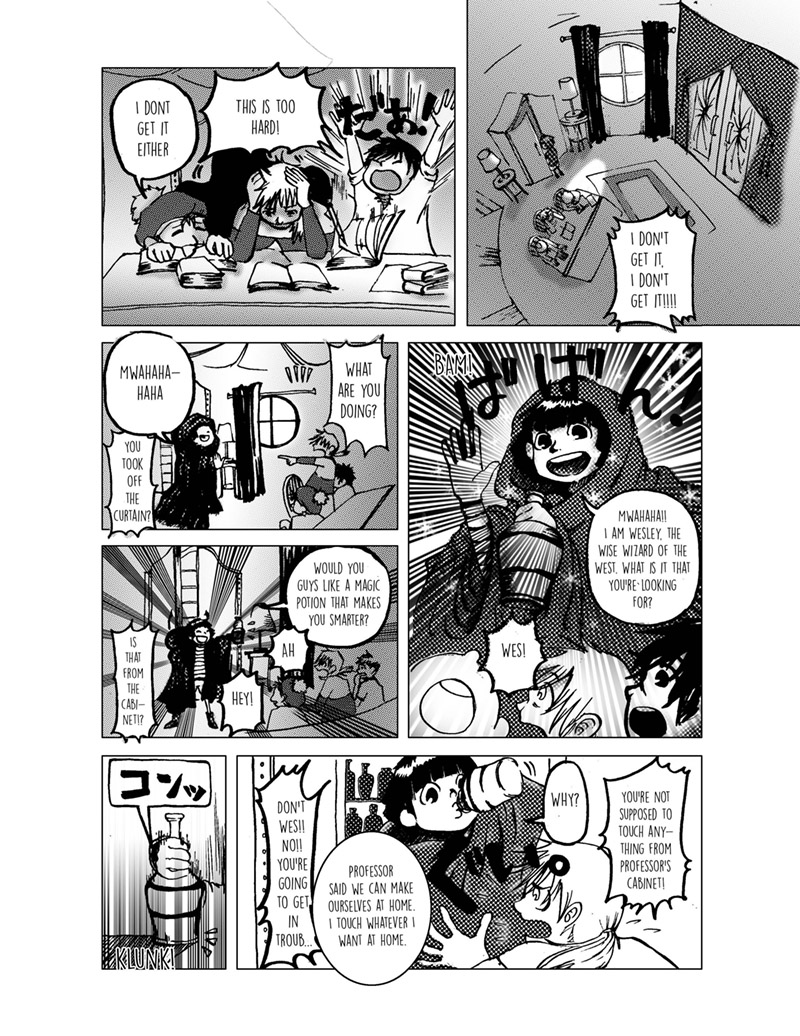 I DONT
GET IT
EITHER
THIS IS TOO
HARD!
だぁ!
I DON'T
GET IT,
I DON'T
GET IT!!!!
MWAHAHA-
HAHA
WHAT
ARE YOU
DOING?
YOU
TOOK
OFF
THE
CURTAIN?
BAM!
ばばん!
MWAHAHA!!
I AM WESLEY, THE
WISE WIZARD OF THE
WEST. WHAT IS IT THAT
YOU'RE LOOKING
FOR?
WES!
WOULD YOU
GUYS LIKE A MAGIC
POTION THAT MAKES
YOU SMARTER?
AH
HEY!
IS
THAT
FROM
THE
CABI-
NET!?
コンッ
KLUNK!
DON'T
WES!!
NO!!
YOU'RE
GOING
TO GET
IN
TROUB...
PROFESSOR
SAID WE CAN MAKE
OURSELVES AT HOME.
I TOUCH WHATEVER I
WANT AT HOME.
WHY?
YOU'RE NOT
SUPPOSED TO
TOUCH ANY-
THING FROM
PROFESSOR'S
CABINET!